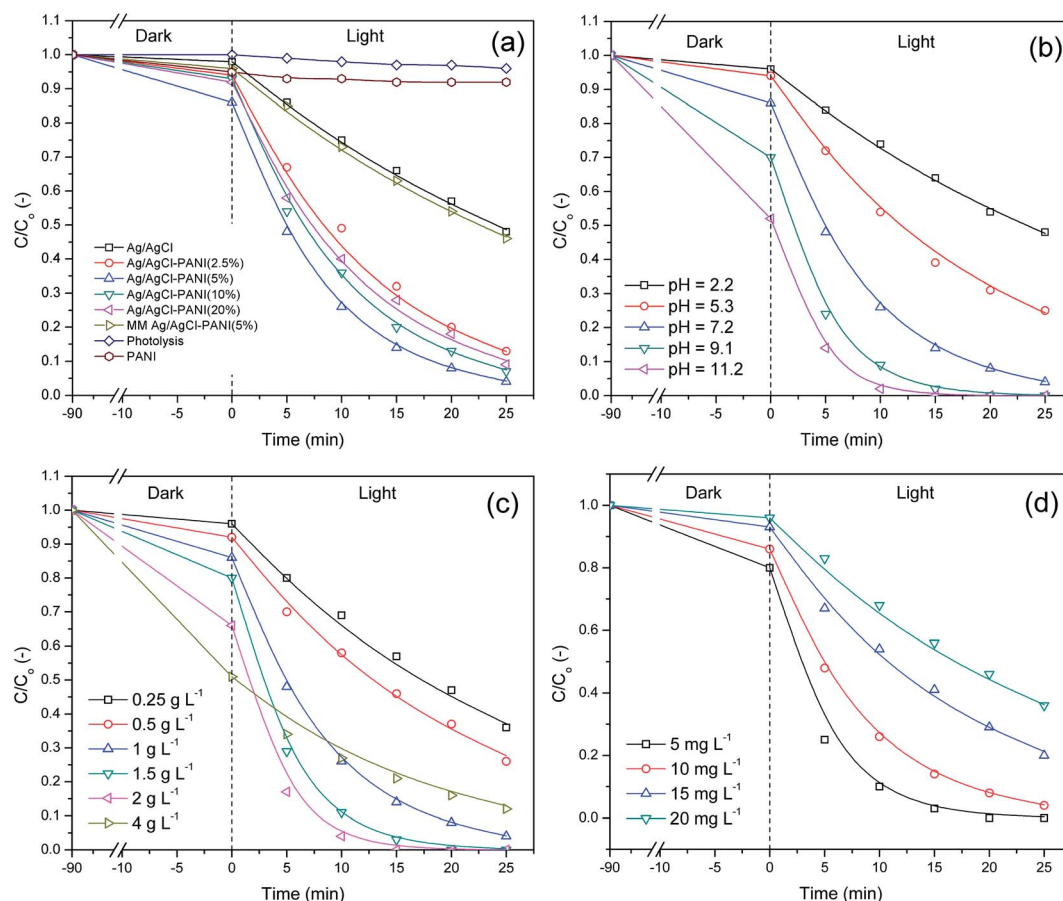 (a)
Dark
Light
1.1
1.0
0.9
0.8
0.7
0.6
0.5
0.4
0.3
0.2
0.1
0.0
C/Co (-)
Ag/AgCl
Ag/AgCl-PANI(2.5%)
Ag/AgCl-PANI(5%)
Ag/AgCl-PANI(10%)
Ag/AgCl-PANI(20%)
MM Ag/AgCl-PANI(5%)
Photolysis
PANI
-90 -10 -5 0 5 10 15 20 25
Time (min)
(b)
Dark
Light
1.1
1.0
0.9
0.8
0.7
0.6
0.5
0.4
0.3
0.2
0.1
0.0
C/Co (-)
pH = 2.2
pH = 5.3
pH = 7.2
pH = 9.1
pH = 11.2
-90 -10 -5 0 5 10 15 20 25
Time (min)
(c)
Dark
Light
1.1
1.0
0.9
0.8
0.7
0.6
0.5
0.4
0.3
0.2
0.1
0.0
C/Co (-)
0.25 g L-1
0.5 g L-1
1 g L-1
1.5 g L-1
2 g L-1
4 g L-1
-90 -10 -5 0 5 10 15 20 25
Time (min)
(d)
Dark
Light
1.0
0.8
0.6
0.4
0.2
0.0
C/Co (-)
5 mg L-1
10 mg L-1
15 mg L-1
20 mg L-1
-90 -10 -5 0 5 10 15 20 25
Time (min)